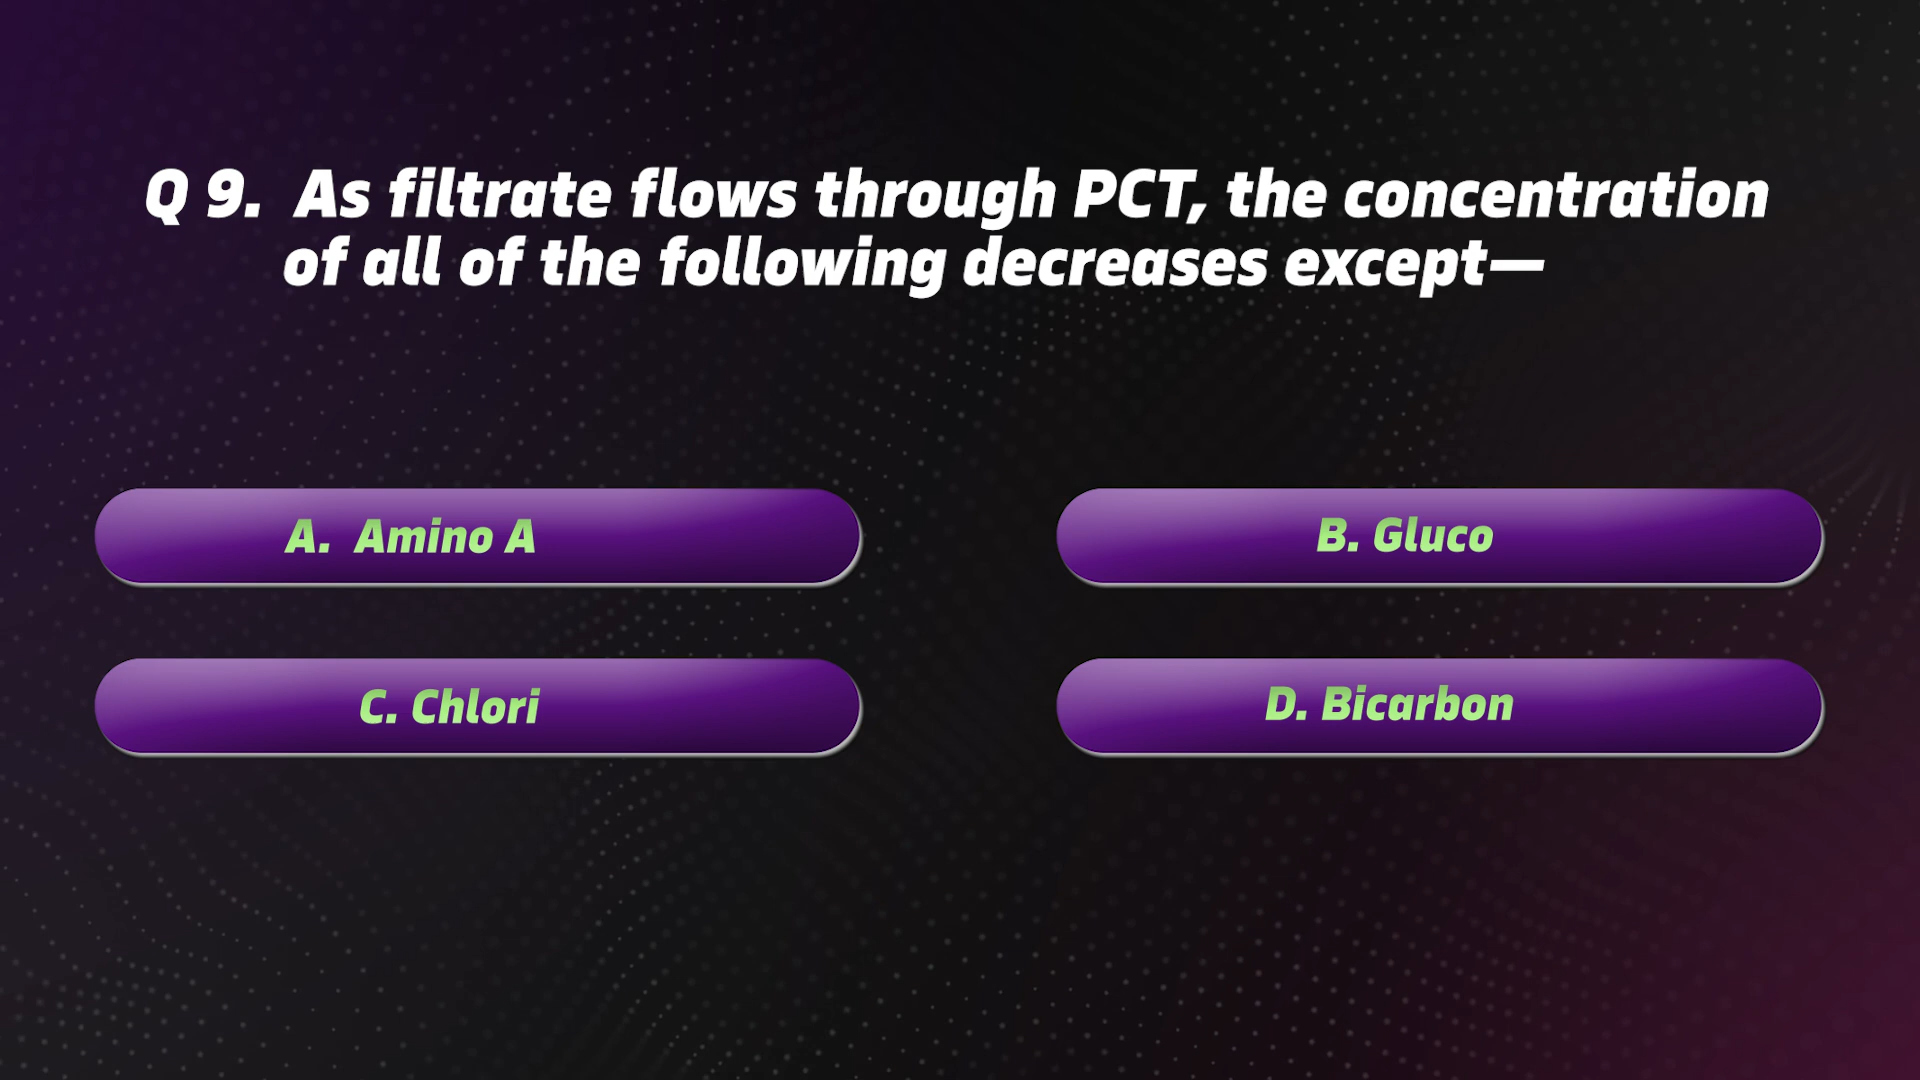 Q 9. As filtrate flows through PCT, the concentration
of all of the following decreases except—
A. Amino A
B. Gluco
C. Chlori
D. Bicarbon